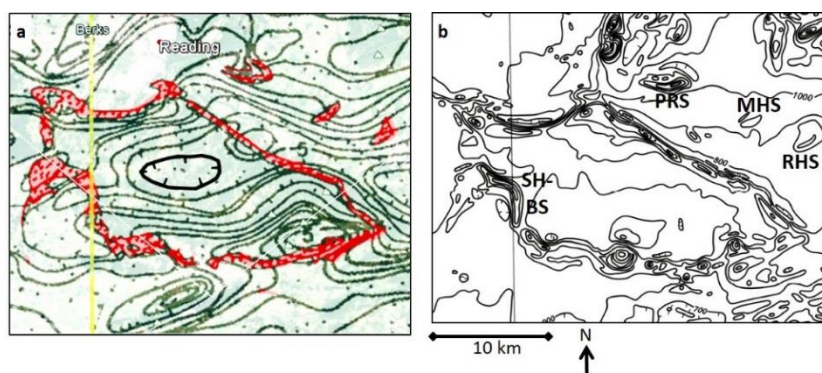 a
Berks
Reading
5
5
b
1000
PRS
MHS
800
RHS
SH-
BS
700
10 km
N